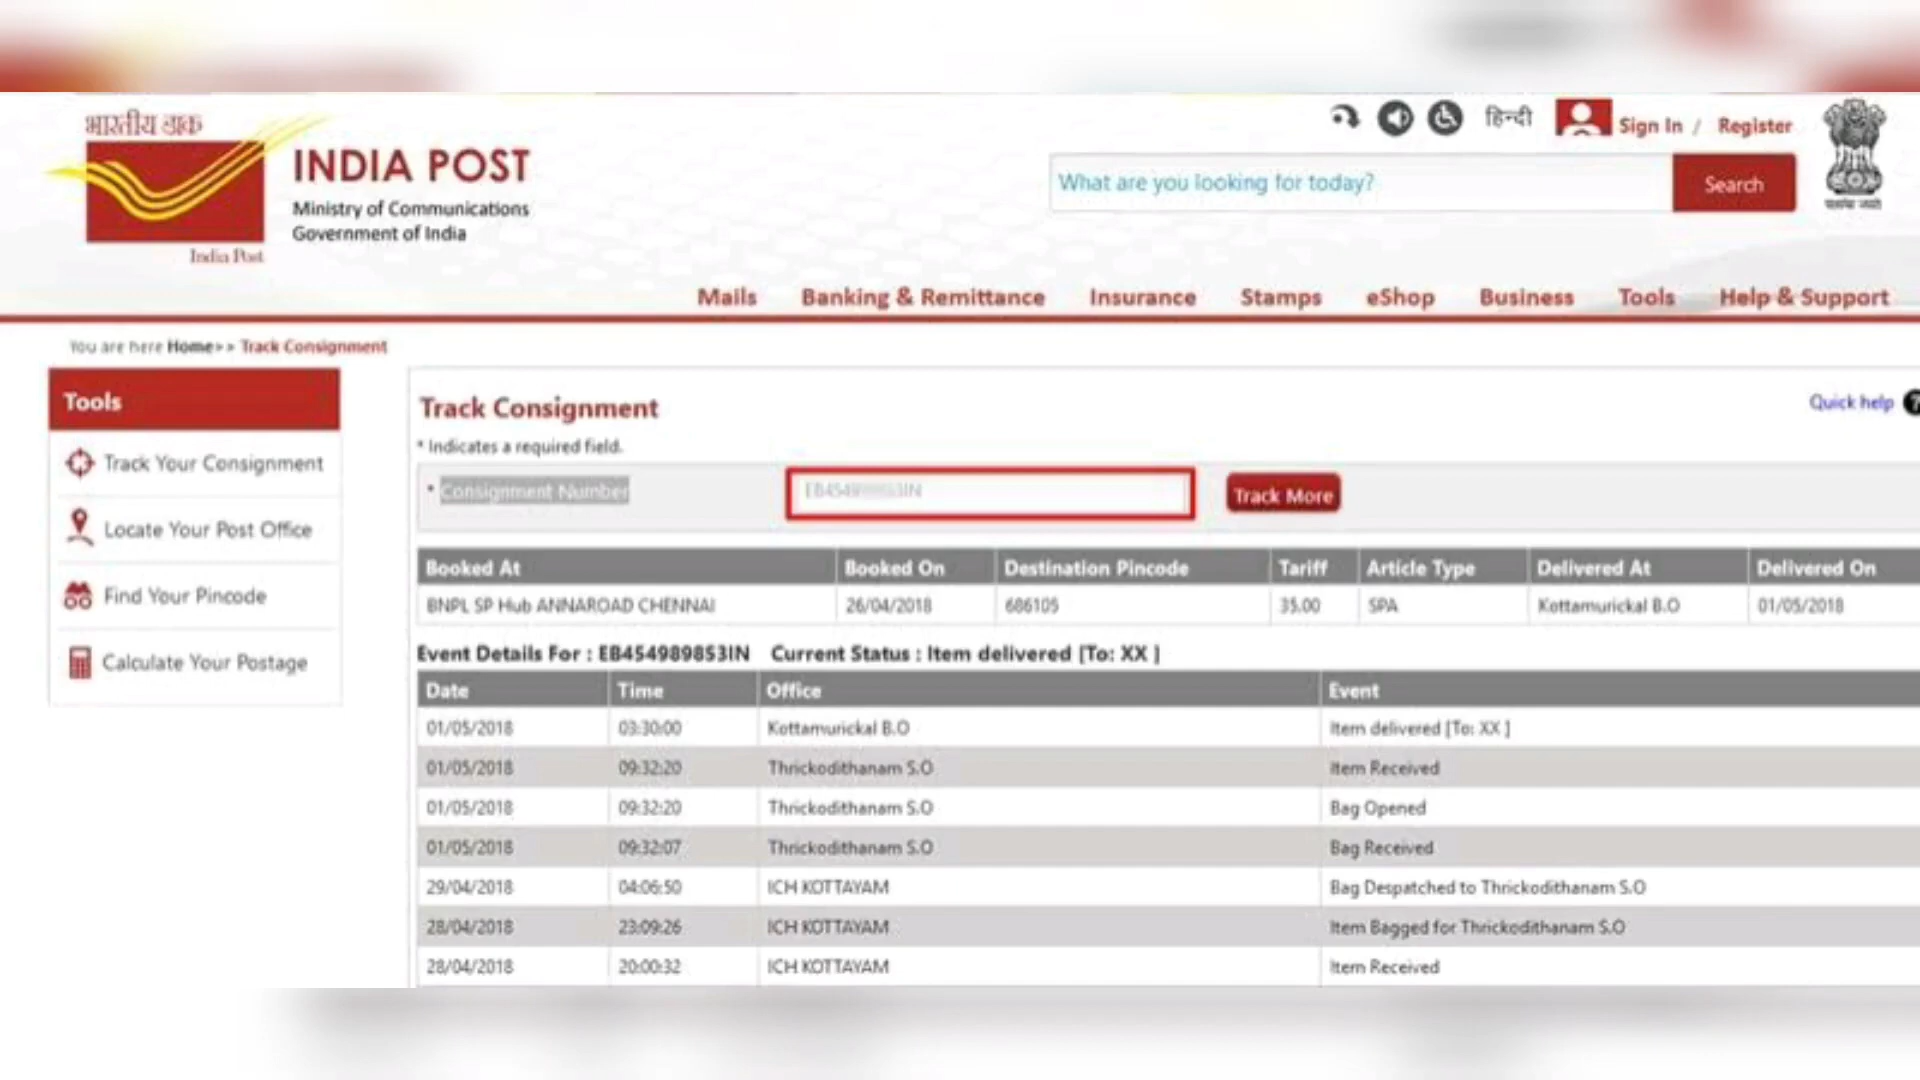 भारतीय डाक
INDIA POST
Ministry of Communications
Government of India
India Post
हिन्दी
Sign In / Register
What are you looking for today?
Search
Mails Banking & Remittance Insurance Stamps eShop Business Tools Help & Support
You are here Home>> Track Consignment
Tools
Track Your Consignment
Locate Your Post Office
Find Your Pincode
Calculate Your Postage
Track Consignment
Quick help ?
* Indicates a required field.
* Consignment Number
Track More
Booked At Booked On Destination Pincode Tariff Article Type Delivered At Delivered On
BNPL SP Hub ANNAROAD CHENNAI 26/04/2018 686105 35.00 SPA Kottamurickal B.O 01/05/2018
Event Details For : EB454989853IN Current Status : Item delivered [To: XX ]
Date Time Office Event
01/05/2018 03:30:00 Kottamurickal B.O Item delivered [To: XX ]
01/05/2018 09:32:20 Thrickodithanam S.O Item Received
01/05/2018 09:32:20 Thrickodithanam S.O Bag Opened
01/05/2018 09:32:07 Thrickodithanam S.O Bag Received
29/04/2018 04:06:50 ICH KOTTAYAM Bag Despatched to Thrickodithanam S.O
28/04/2018 23:09:26 ICH KOTTAYAM Item Bagged for Thrickodithanam S.O
28/04/2018 20:00:32 ICH KOTTAYAM Item Received